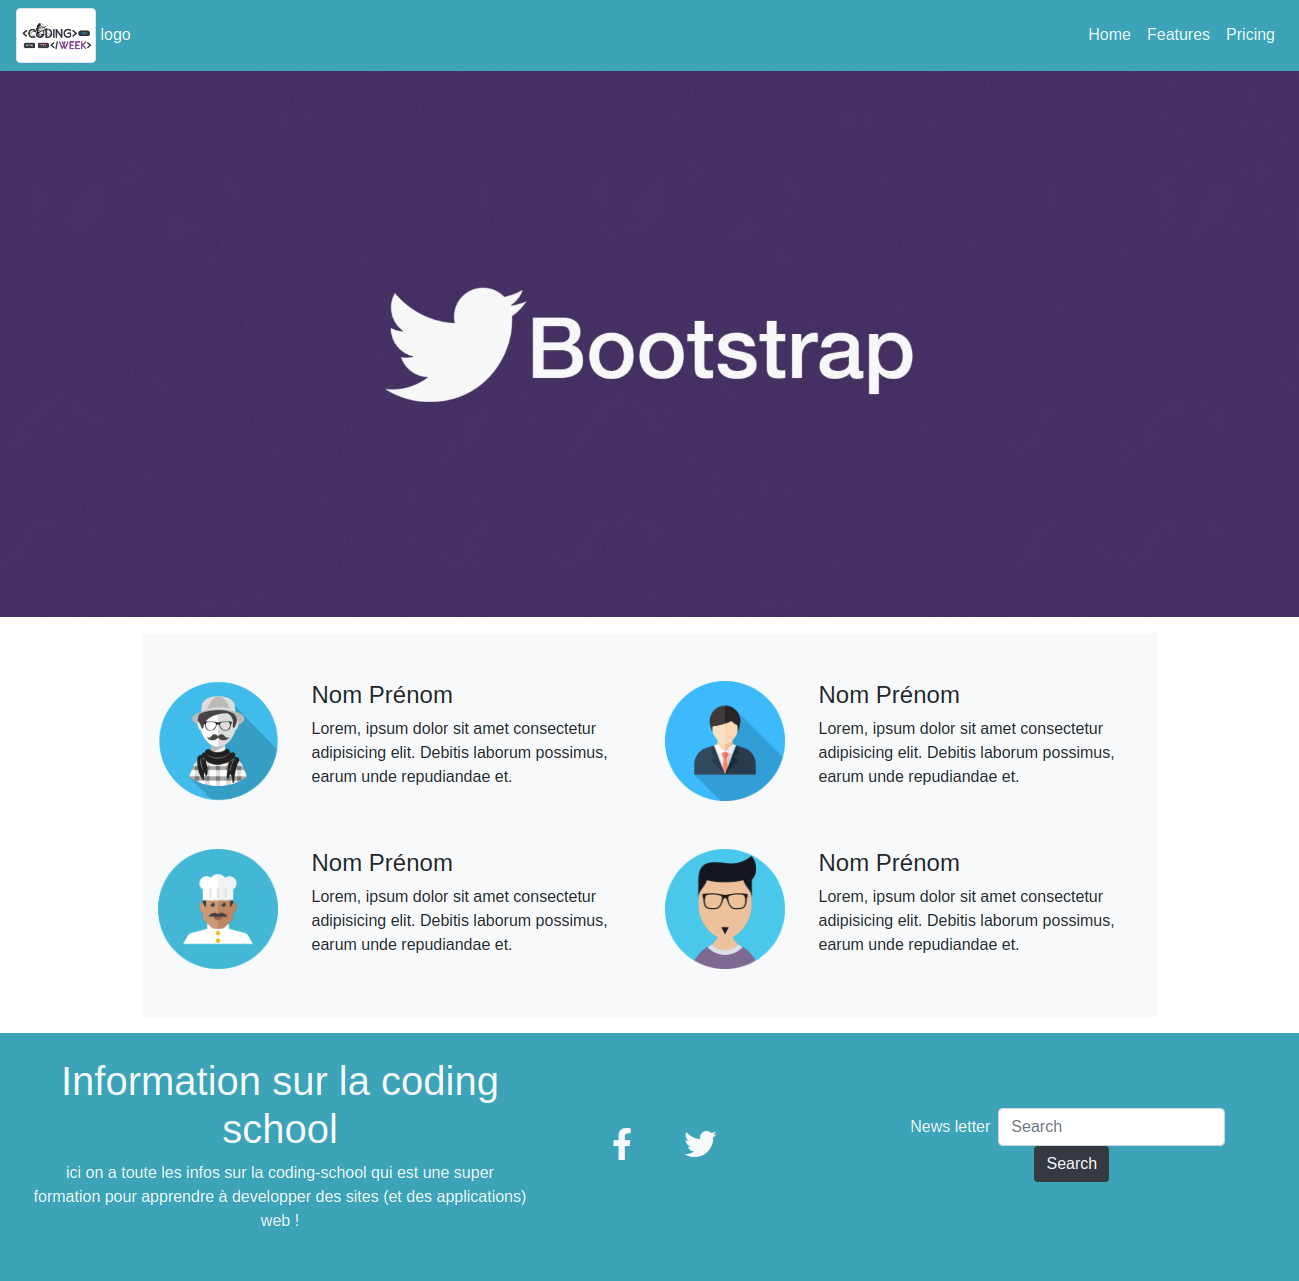 <CODING>
</WEEK>
logo
Home Features Pricing
Bootstrap
Nom Prénom
Lorem, ipsum dolor sit amet consectetur
adipisicing elit. Debitis laborum possimus,
earum unde repudiandae et.
Nom Prénom
Lorem, ipsum dolor sit amet consectetur
adipisicing elit. Debitis laborum possimus,
earum unde repudiandae et.
Nom Prénom
Lorem, ipsum dolor sit amet consectetur
adipisicing elit. Debitis laborum possimus,
earum unde repudiandae et.
Nom Prénom
Lorem, ipsum dolor sit amet consectetur
adipisicing elit. Debitis laborum possimus,
earum unde repudiandae et.
Information sur la coding
school
ici on a toute les infos sur la coding-school qui est une super
formation pour apprendre à developper des sites (et des applications)
web !
News letter Search
Search